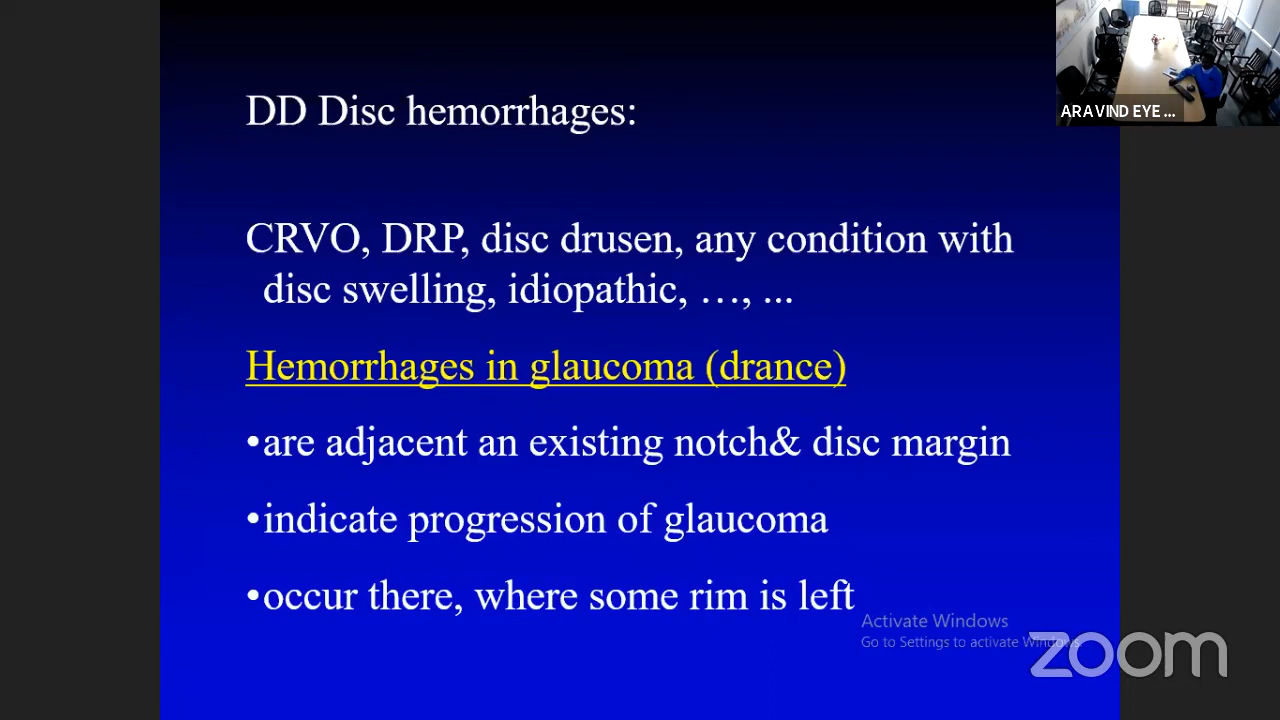 DD Disc hemorrhages:
ARAVIND EYE ...
CRVO, DRP, disc drusen, any condition with
disc swelling, idiopathic, …, ...
Hemorrhages in glaucoma (drance)
•are adjacent an existing notch& disc margin
•indicate progression of glaucoma
•occur there, where some rim is left
Activate Windows
Go to Settings to activate Windows.
zoom